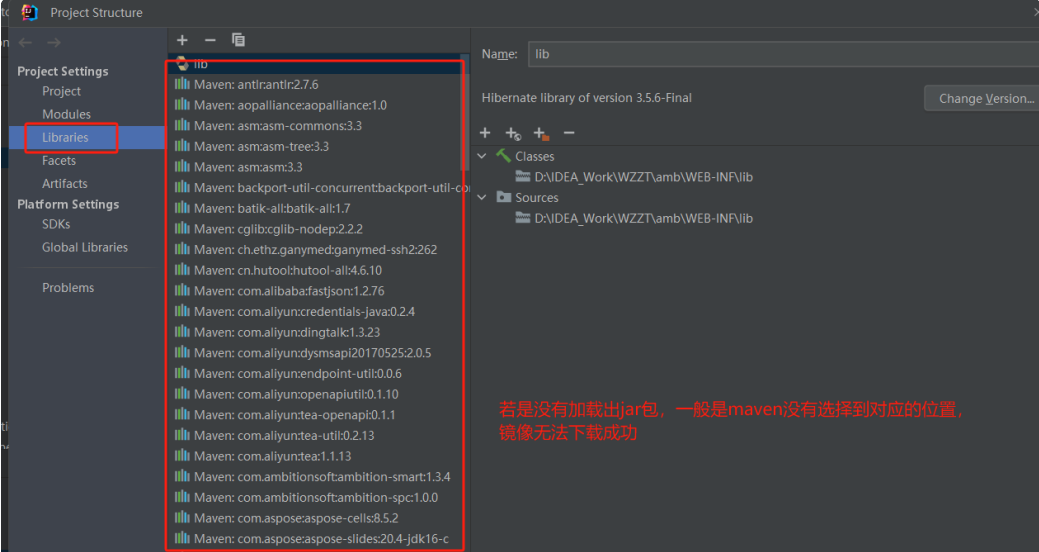 Project Structure
Project Settings
Project
Modules
Libraries
Facets
Artifacts
Platform Settings
SDKs
Global Libraries
Problems
lib
Maven: antlr:antlr:2.7.6
Maven: aopalliance:aopalliance:1.0
Maven: asm:asm-commons:3.3
Maven: asm:asm-tree:3.3
Maven: asm:asm:3.3
Maven: backport-util-concurrent:backport-util-co
Maven: batik-all:batik-all:1.7
Maven: cglib:cglib-nodep:2.2.2
Maven: ch.ethz.ganymed:ganymed-ssh2:262
Maven: cn.hutool:hutool-all:4.6.10
Maven: com.alibaba:fastjson:1.2.76
Maven: com.aliyun:credentials-java:0.2.4
Maven: com.aliyun:dingtalk:1.3.23
Maven: com.aliyun:dysmsapi20170525:2.0.5
Maven: com.aliyun:endpoint-util:0.0.6
Maven: com.aliyun:openapiutil:0.1.10
Maven: com.aliyun:tea-openapi:0.1.1
Maven: com.aliyun:tea-util:0.2.13
Maven: com.aliyun:tea:1.1.13
Maven: com.ambitionsoft:ambition-smart:1.3.4
Maven: com.ambitionsoft:ambition-spc:1.0.0
Maven: com.aspose:aspose-cells:8.5.2
Maven: com.aspose:aspose-slides:20.4-jdk16-c
Name: lib
Hibernate library of version 3.5.6-Final
Change Version...
Classes
D:\IDEA_Work\WZZT\amb\WEB-INF\lib
Sources
D:\IDEA_Work\WZZT\amb\WEB-INF\lib
若是没有加载出jar包，一般是maven没有选择到对应的位置，
镜像无法下载成功